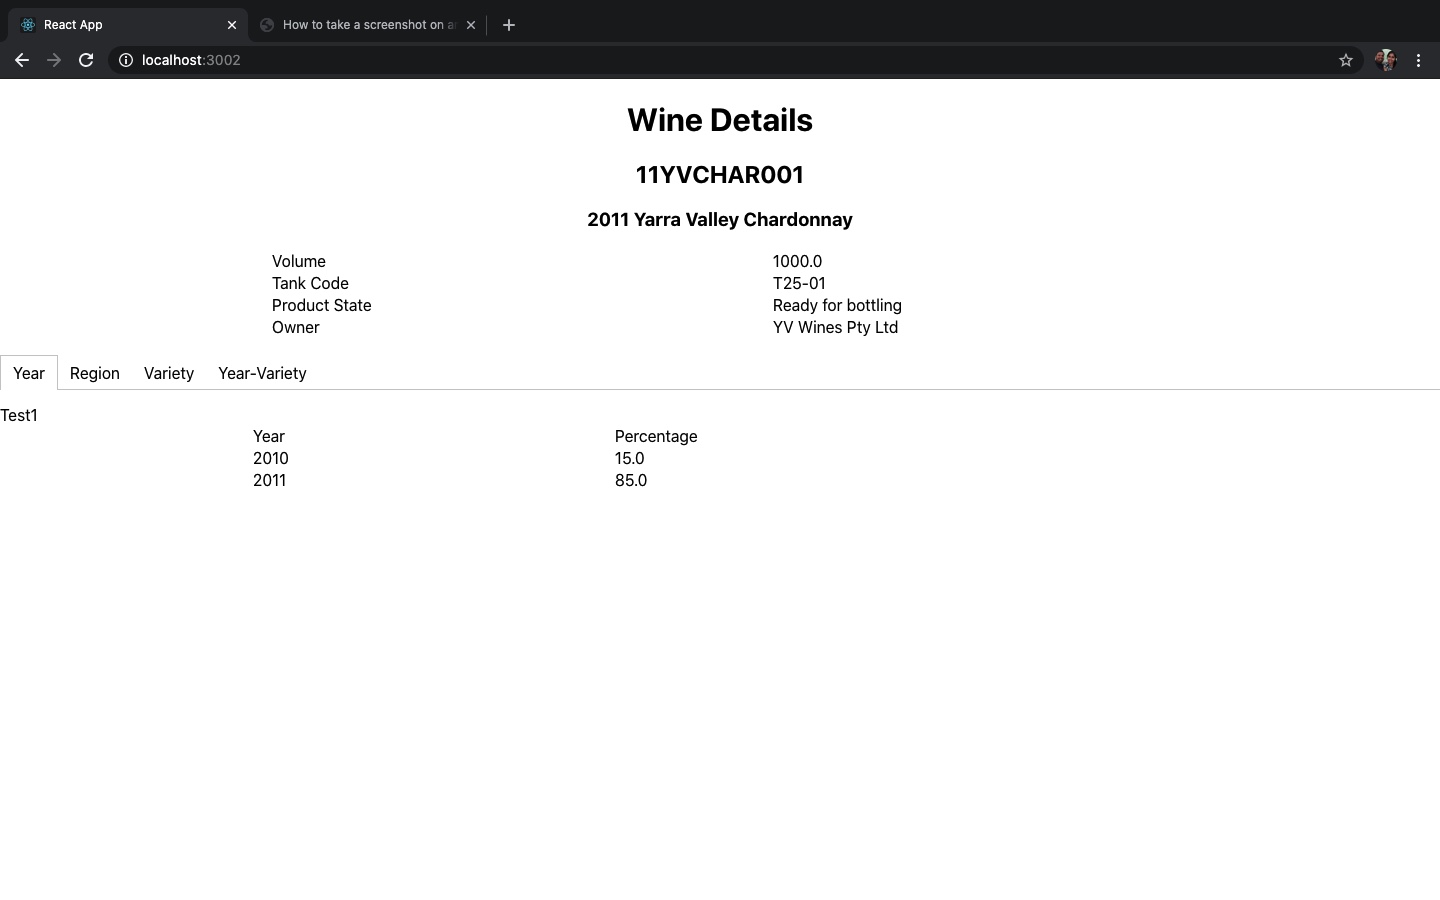 React App
How to take a screenshot on a
localhost:3002
Wine Details
11YVCHAR001
2011 Yarra Valley Chardonnay
Volume 1000.0
Tank Code T25-01
Product State Ready for bottling
Owner YV Wines Pty Ltd
Year Region Variety Year-Variety
Test1
Year Percentage
2010 15.0
2011 85.0